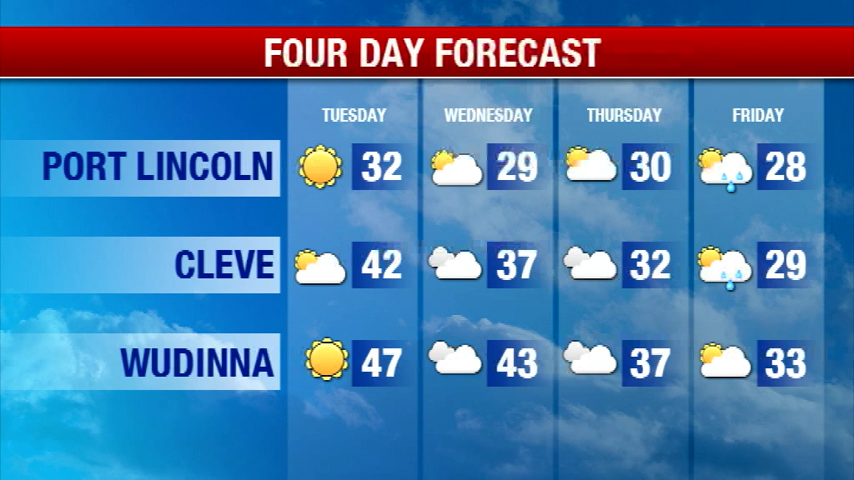 FOUR DAY FORECAST
TUESDAY WEDNESDAY THURSDAY FRIDAY
PORT LINCOLN 32 29 30 28
CLEVE 42 37 32 29
WUDINNA 47 43 37 33